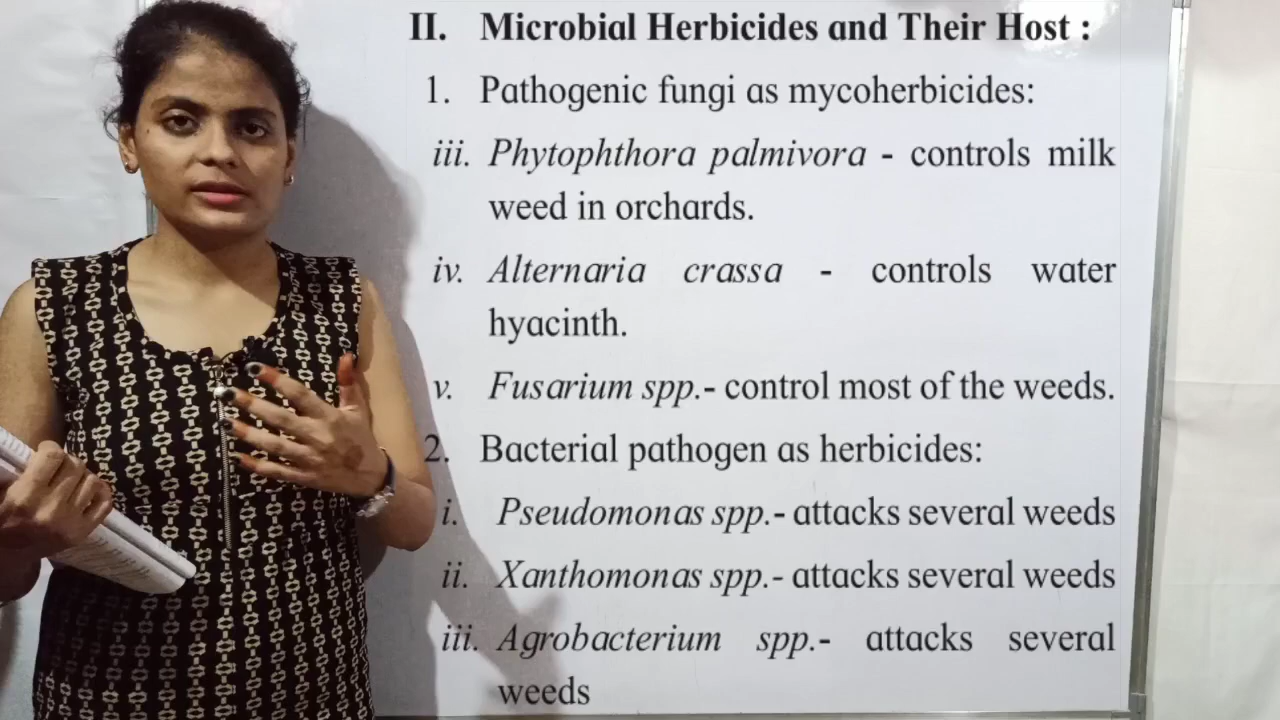 II. Microbial Herbicides and Their Host :
1. Pathogenic fungi as mycoherbicides:
iii. Phytophthora palmivora - controls milk
weed in orchards.
iv. Alternaria crassa - controls water
hyacinth.
v. Fusarium spp.- control most of the weeds.
2. Bacterial pathogen as herbicides:
i. Pseudomonas spp.- attacks several weeds
ii. Xanthomonas spp.- attacks several weeds
iii. Agrobacterium spp.- attacks several
weeds